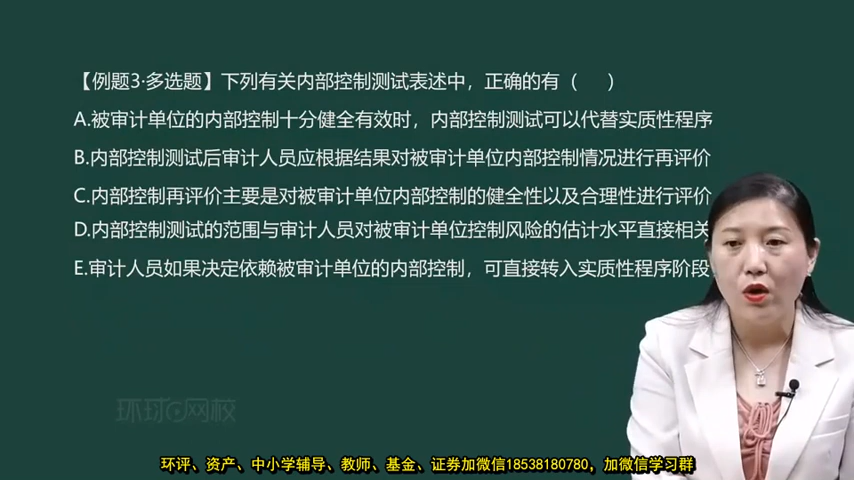 【例题3·多选题】下列有关内部控制测试表述中，正确的有（ ）
A.被审计单位的内部控制十分健全有效时，内部控制测试可以代替实质性程序
B.内部控制测试后审计人员应根据结果对被审计单位内部控制情况进行再评价
C.内部控制再评价主要是对被审计单位内部控制的健全性以及合理性进行评价
D.内部控制测试的范围与审计人员对被审计单位控制风险的估计水平直接相关
E.审计人员如果决定依赖被审计单位的内部控制，可直接转入实质性程序阶段
环球网校
环评、资产、中小学辅导、教师、基金、证券加微信18538180780，加微信学习群